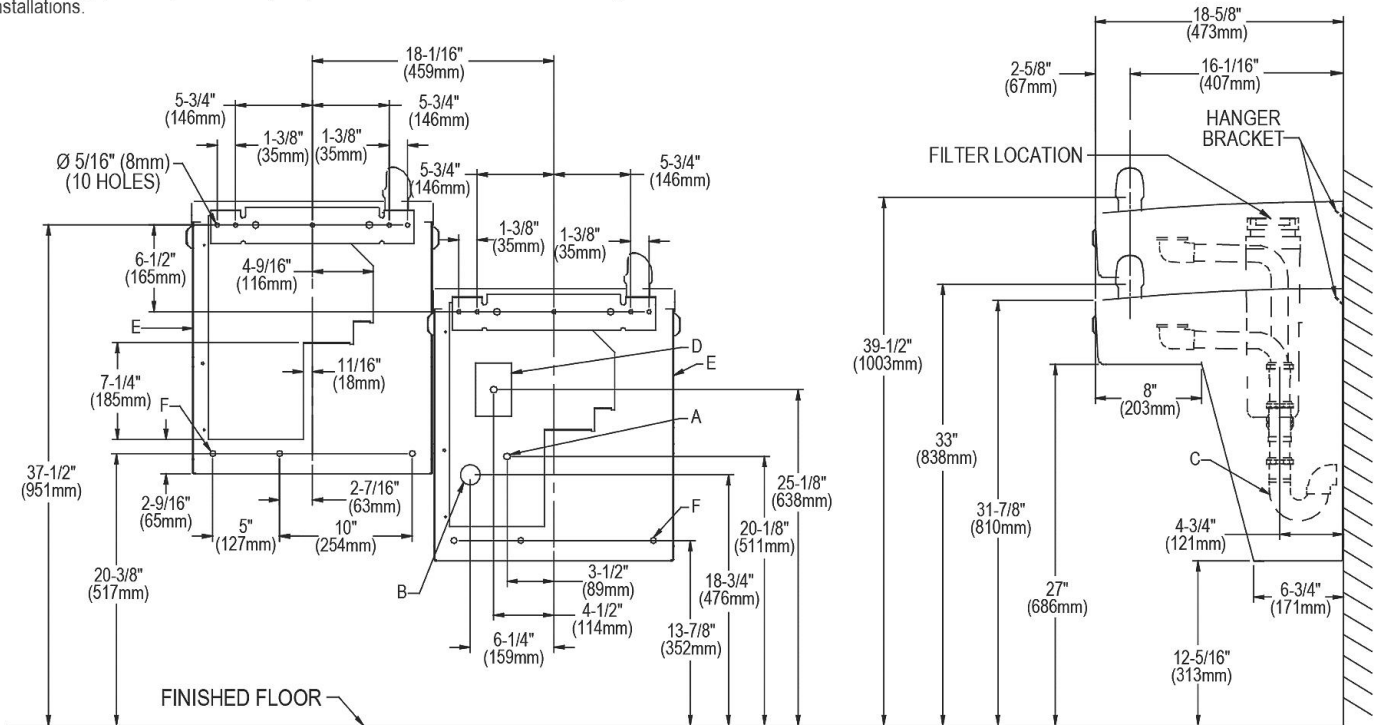 nstallations.
18-1/16"
(459mm)
5-3/4"
(146mm)
5-3/4"
(146mm)
1-3/8"
(35mm)
1-3/8"
(35mm)
Ø 5/16" (8mm)
(10 HOLES)
5-3/4"
(146mm)
5-3/4"
(146mm)
1-3/8"
(35mm)
1-3/8"
(35mm)
6-1/2"
(165mm)
4-9/16"
(116mm)
E
7-1/4"
(185mm)
11/16"
(18mm)
F
D
E
A
37-1/2"
(951mm)
2-9/16"
(65mm)
2-7/16"
(63mm)
5"
(127mm)
10"
(254mm)
20-3/8"
(517mm)
B
F
25-1/8"
(638mm)
20-1/8"
(511mm)
18-3/4"
(476mm)
3-1/2"
(89mm)
4-1/2"
(114mm)
6-1/4"
(159mm)
13-7/8"
(352mm)
FINISHED FLOOR
18-5/8"
(473mm)
2-5/8"
(67mm)
16-1/16"
(407mm)
HANGER
BRACKET
FILTER LOCATION
39-1/2"
(1003mm)
8"
(203mm)
33"
(838mm)
C
31-7/8"
(810mm)
4-3/4"
(121mm)
27"
(686mm)
6-3/4"
(171mm)
12-5/16"
(313mm)